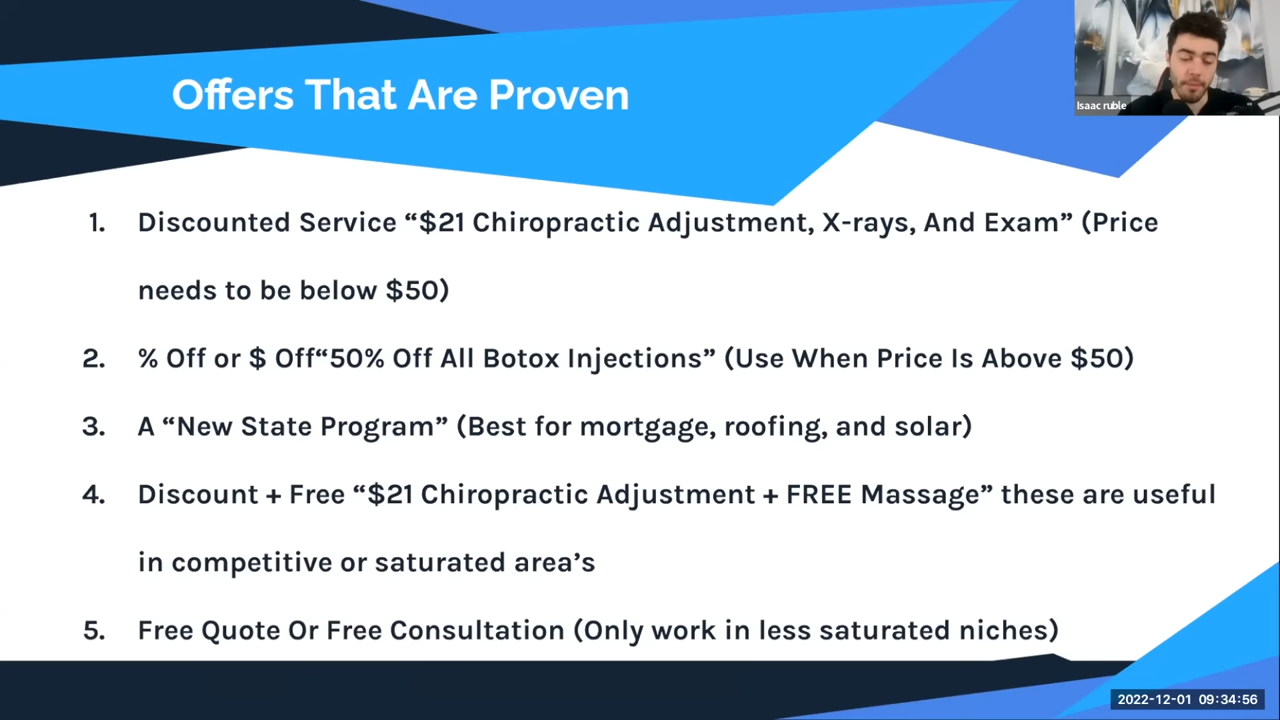 Offers That Are Proven
Isaac ruble
1. Discounted Service “$21 Chiropractic Adjustment, X-rays, And Exam” (Price
needs to be below $50)
2. % Off or $ Off“50% Off All Botox Injections” (Use When Price Is Above $50)
3. A “New State Program” (Best for mortgage, roofing, and solar)
4. Discount + Free “$21 Chiropractic Adjustment + FREE Massage” these are useful
in competitive or saturated area’s
5. Free Quote Or Free Consultation (Only work in less saturated niches)
2022-12-01 09:34:56